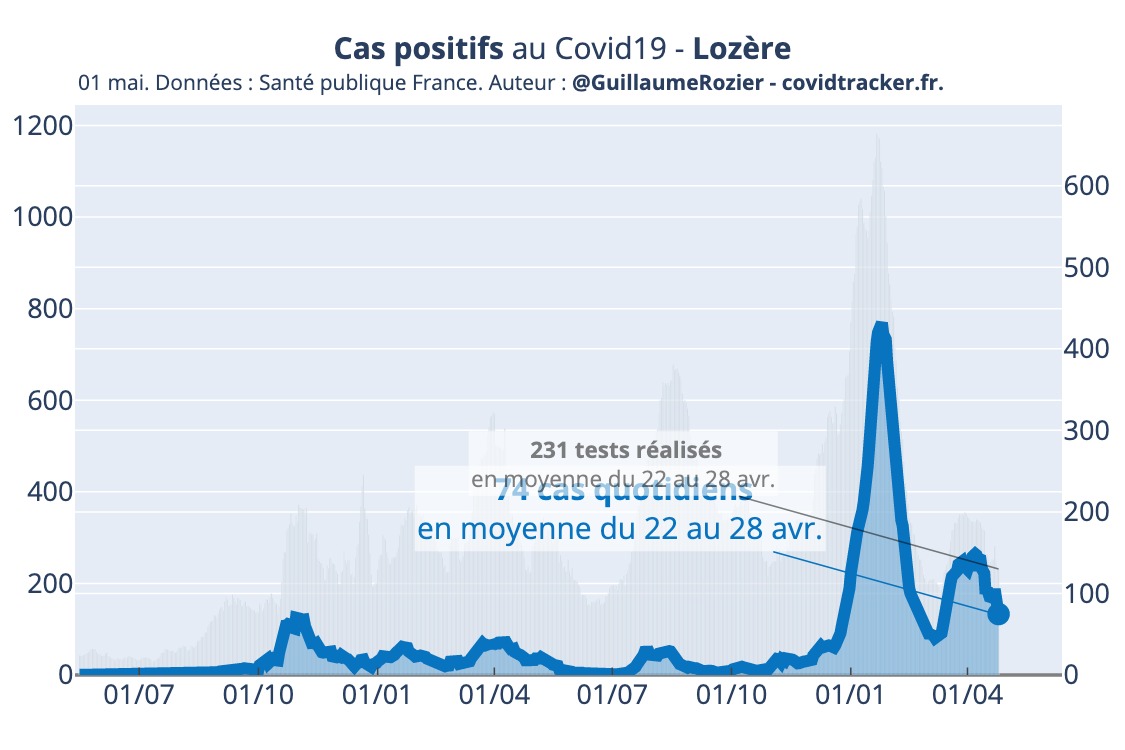 Cas positifs au Covid19 - Lozère
01 mai. Données : Santé publique France. Auteur : @GuillaumeRozier - covidtracker.fr.
1200
1000
800
600
400
200
0
600
500
400
300
200
100
0
231 tests réalisés
en moyenne du 22 au 28 avr.
74 cas quotidiens
en moyenne du 22 au 28 avr.
01/07 01/10 01/01 01/04 01/07 01/10 01/01 01/04